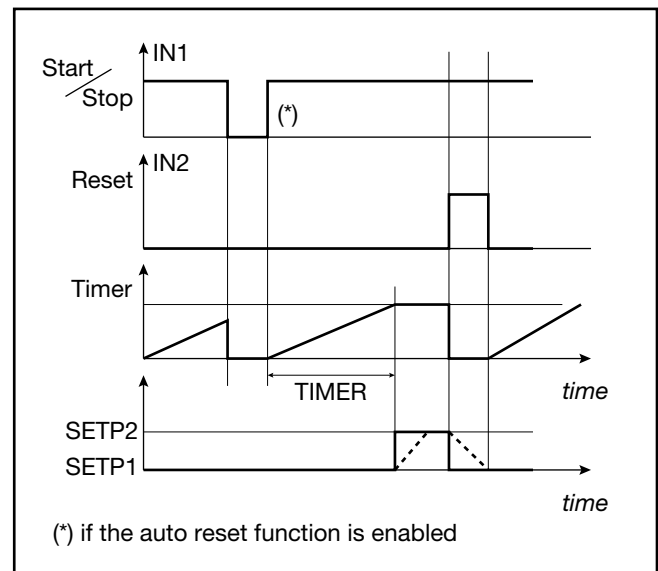 IN1
Start
Stop
(*)
IN2
Reset
Timer
TIMER
time
SETP2
SETP1
time
(*) if the auto reset function is enabled